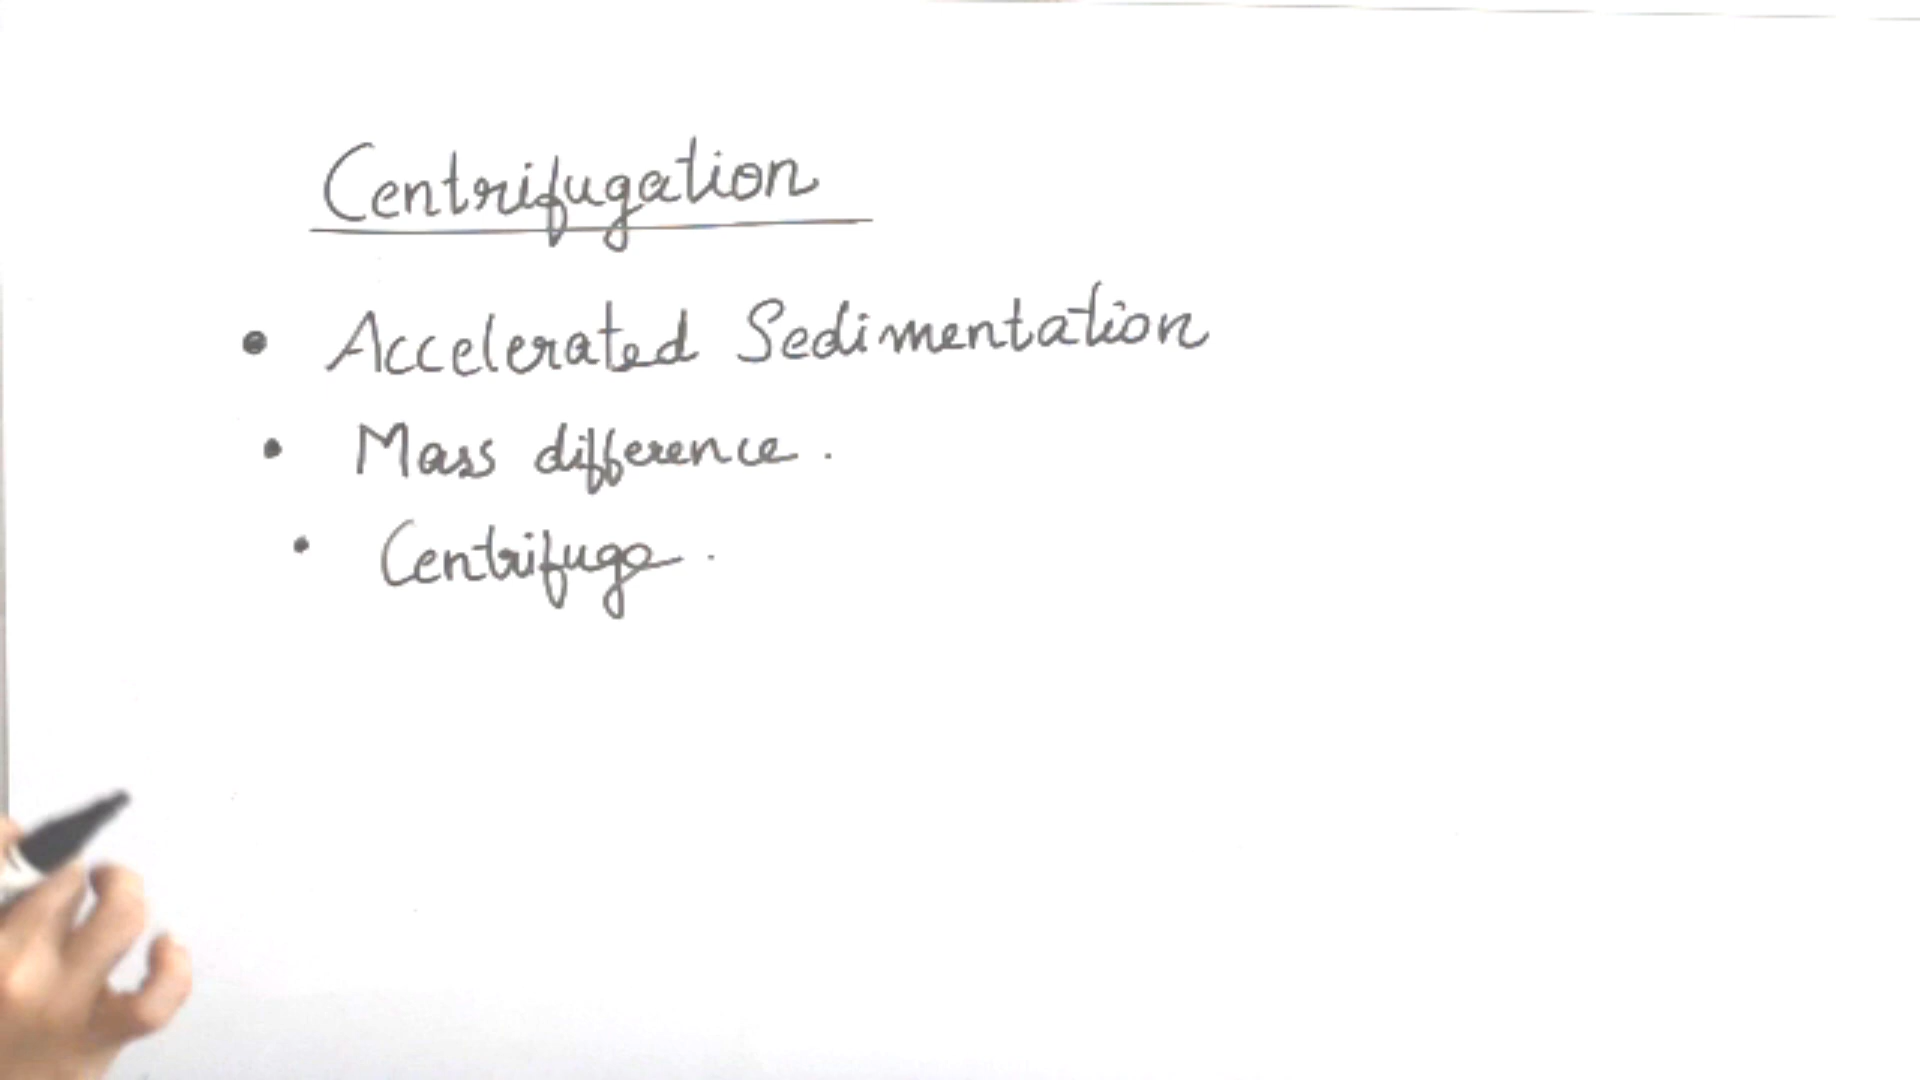 Centrifugation
• Accelerated Sedimentation
• Mass difference.
• Centrifuge.